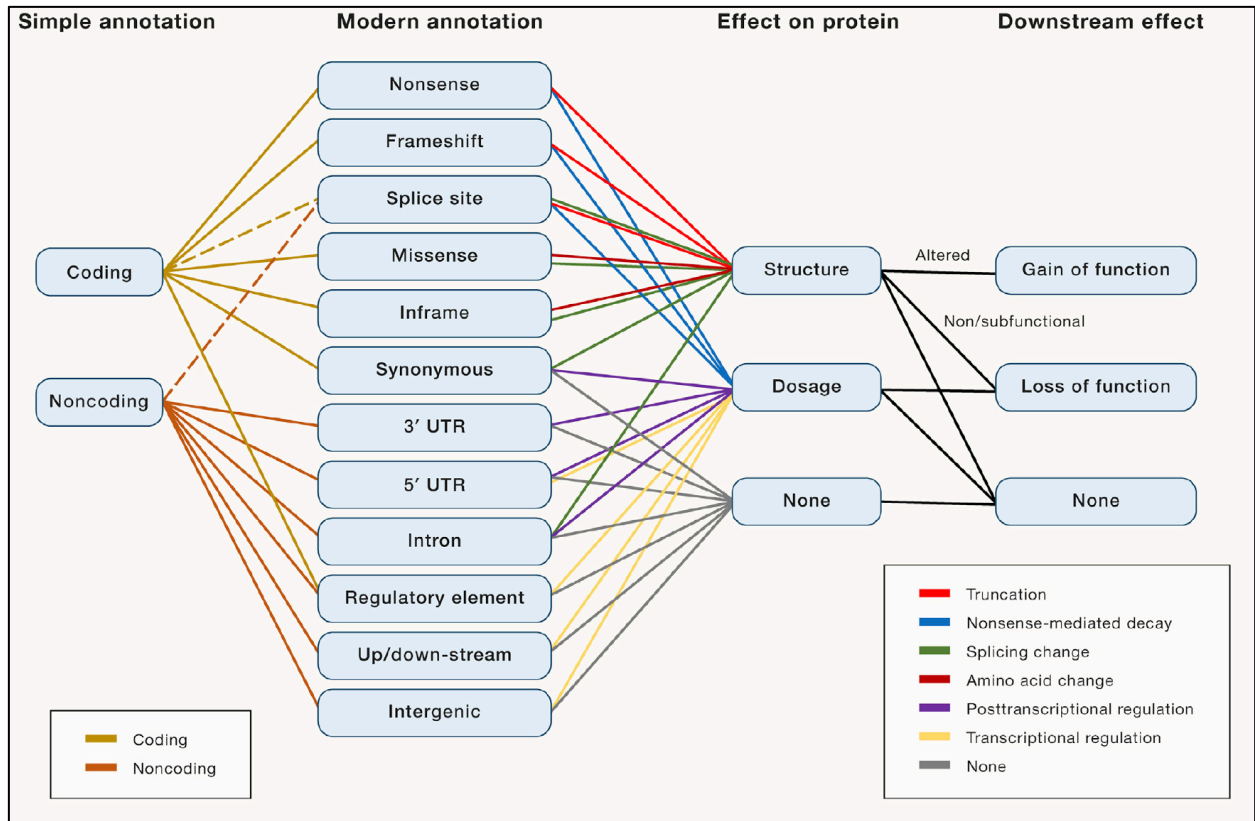 Simple annotation
Modern annotation
Effect on protein
Downstream effect
Nonsense
Frameshift
Splice site
Missense
Inframe
Synonymous
3′ UTR
5′ UTR
Intron
Regulatory element
Up/down-stream
Intergenic
Coding
Noncoding
Structure
Dosage
None
Altered
Non/subfunctional
Gain of function
Loss of function
None
Coding
Noncoding
Truncation
Nonsense-mediated decay
Splicing change
Amino acid change
Posttranscriptional regulation
Transcriptional regulation
None